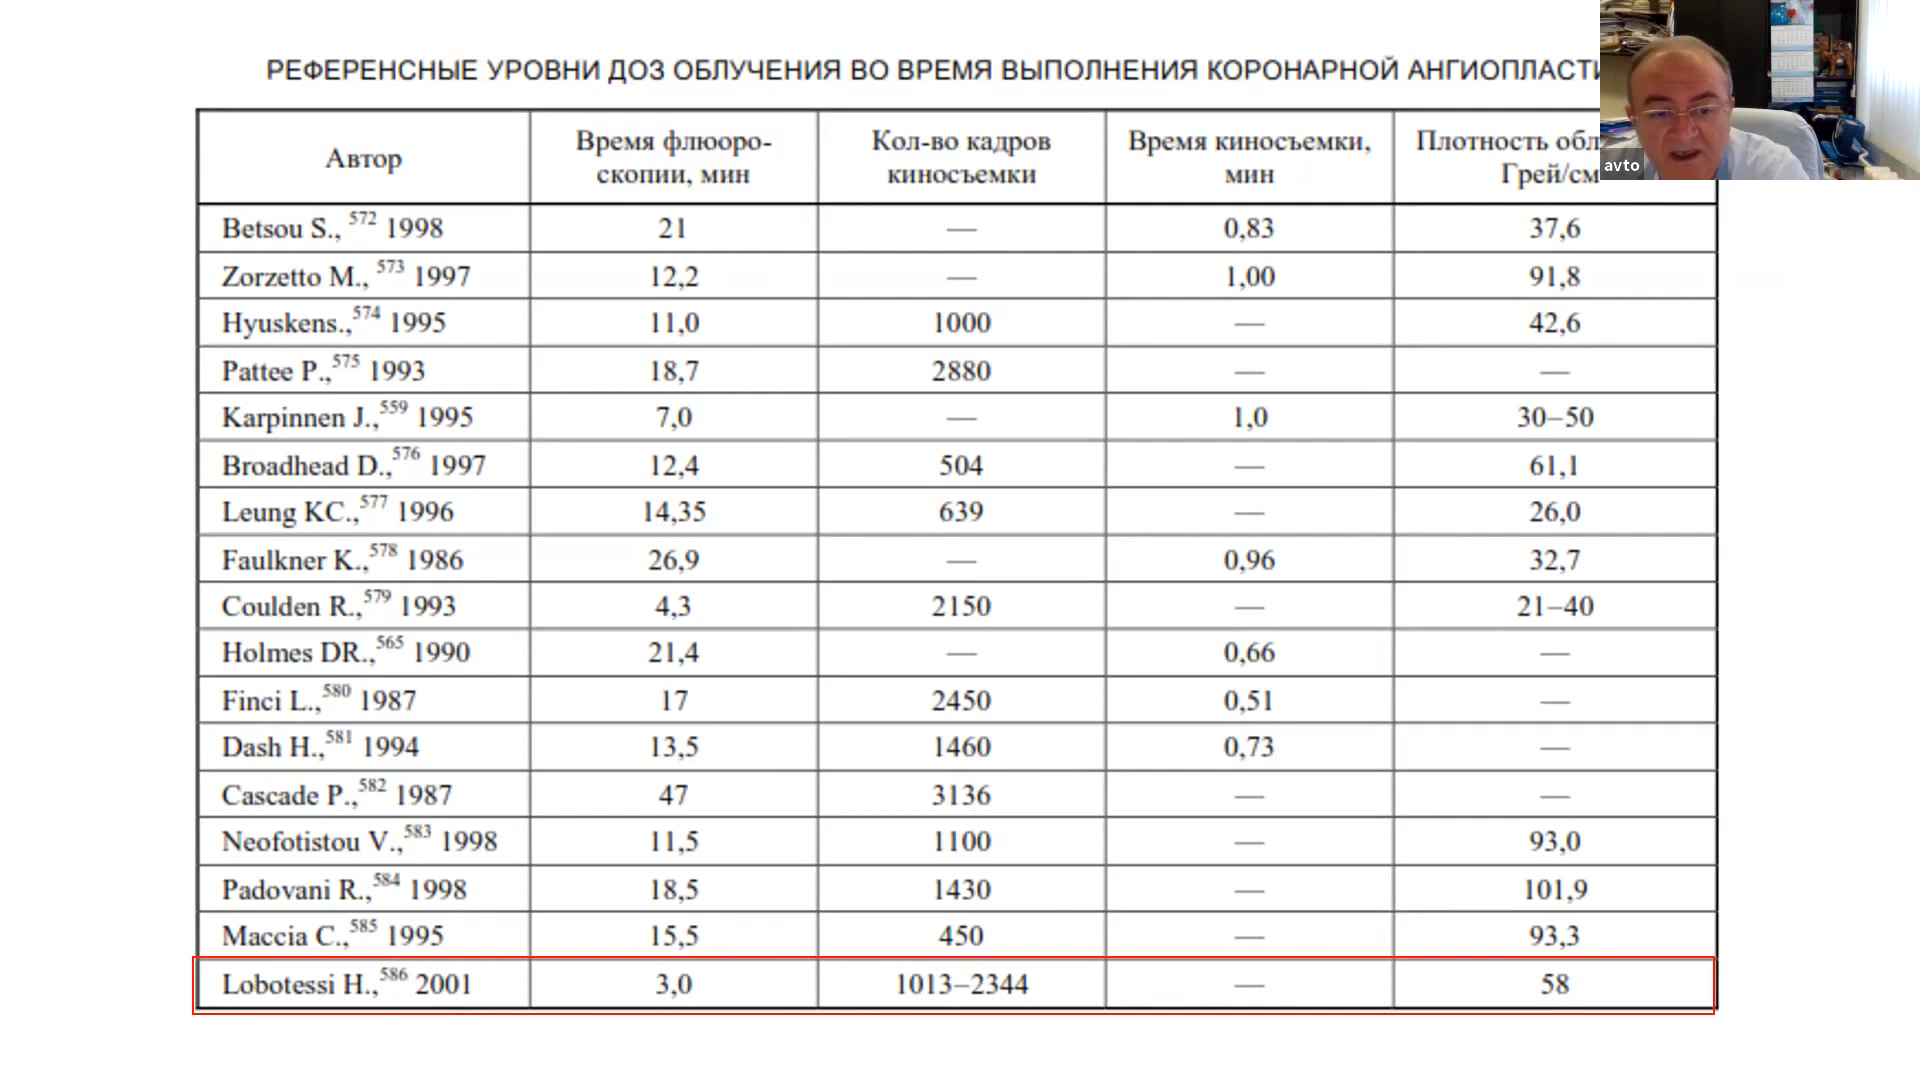 РЕФЕРЕНСНЫЕ УРОВНИ ДОЗ ОБЛУЧЕНИЯ ВО ВРЕМЯ ВЫПОЛНЕНИЯ КОРОНАРНОЙ
avto
Автор Время флюоро-скопии, мин Кол-во кадров киносъемки Время киносъемки, мин Плотность
Betsou S., 572 1998 21 — 0,83 37,6
Zorzetto M., 573 1997 12,2 — 1,00 91,8
Hyuskens.,574 1995 11,0 1000 — 42,6
Pattee P.,575 1993 18,7 2880 — —
Karpinnen J.,559 1995 7,0 — 1,0 30–50
Broadhead D.,576 1997 12,4 504 — 61,1
Leung KC.,577 1996 14,35 639 — 26,0
Faulkner K.,578 1986 26,9 — 0,96 32,7
Coulden R.,579 1993 4,3 2150 — 21–40
Holmes DR.,565 1990 21,4 — 0,66 —
Finci L.,580 1987 17 2450 0,51 —
Dash H.,581 1994 13,5 1460 0,73 —
Cascade P.,582 1987 47 3136 — —
Neofotistou V.,583 1998 11,5 1100 — 93,0
Padovani R.,584 1998 18,5 1430 — 101,9
Maccia C.,585 1995 15,5 450 — 93,3
Lobotessi H.,586 2001 3,0 1013–2344 — 58